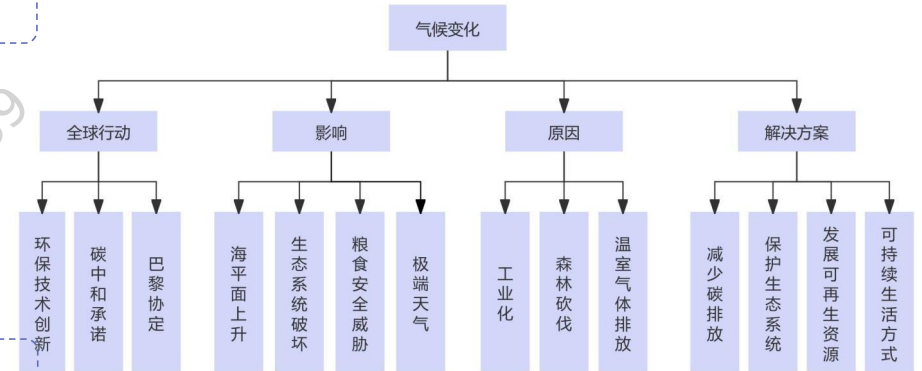 气候变化
全球行动
影响
原因
解决方案
环保技术创新
碳中和承诺
巴黎协定
海平面上升
生态系统破坏
粮食安全威胁
极端天气
工业化
森林砍伐
温室气体排放
减少碳排放
保护生态系统
发展可再生资源
可持续生活方式